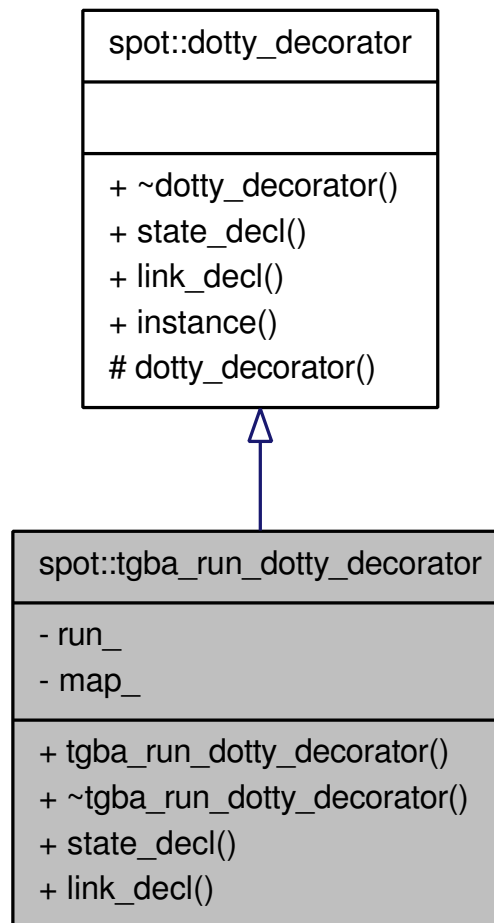 spot::dotty_decorator
+ ~dotty_decorator()
+ state_decl()
+ link_decl()
+ instance()
# dotty_decorator()
spot::tgba_run_dotty_decorator
- run_
- map_
+ tgba_run_dotty_decorator()
+ ~tgba_run_dotty_decorator()
+ state_decl()
+ link_decl()